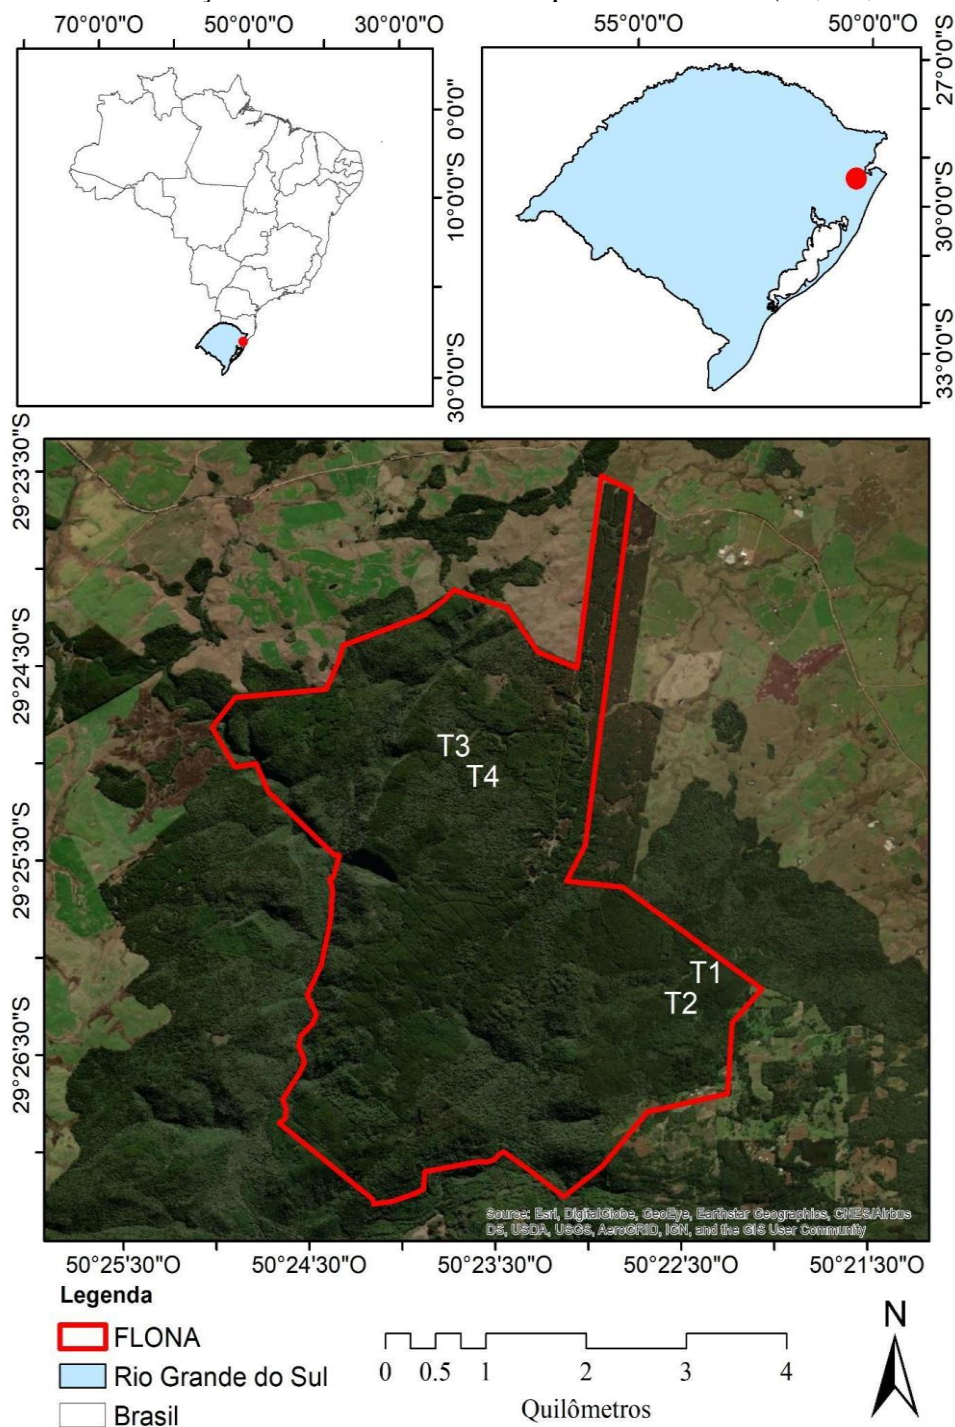 70°0'0"O 50°0'0"O 30°0'0"O
55°0'0"O 50°0'0"O
0°0'0"
10°0'0"S
30°0'0"S
27°0'0"S
30°0'0"S
33°0'0"S
29°23'30"S
29°24'30"S
29°25'30"S
29°26'30"S
T3
T4
T1
T2
Source: Esri, DigitalGlobe, GeoEye, Earthstar Geographics, CNES/Airbus
DS, USDA, USGS, AeroGRID, IGN, and the GIS User Community
50°25'30"O 50°24'30"O 50°23'30"O 50°22'30"O 50°21'30"O
Legenda
FLONA
Rio Grande do Sul
Brasil
0 0.5 1 2 3 4
Quilômetros
N